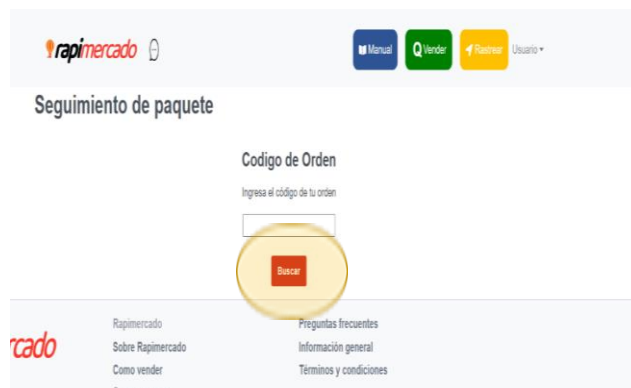 rapimercado
Manual
Vender
Rastrear
Usuario
Seguimiento de paquete
Codigo de Orden
Ingresa el código de tu orden
Buscar
rcado
Rapimercado
Sobre Rapimercado
Como vender
Preguntas frecuentes
Información general
Términos y condiciones